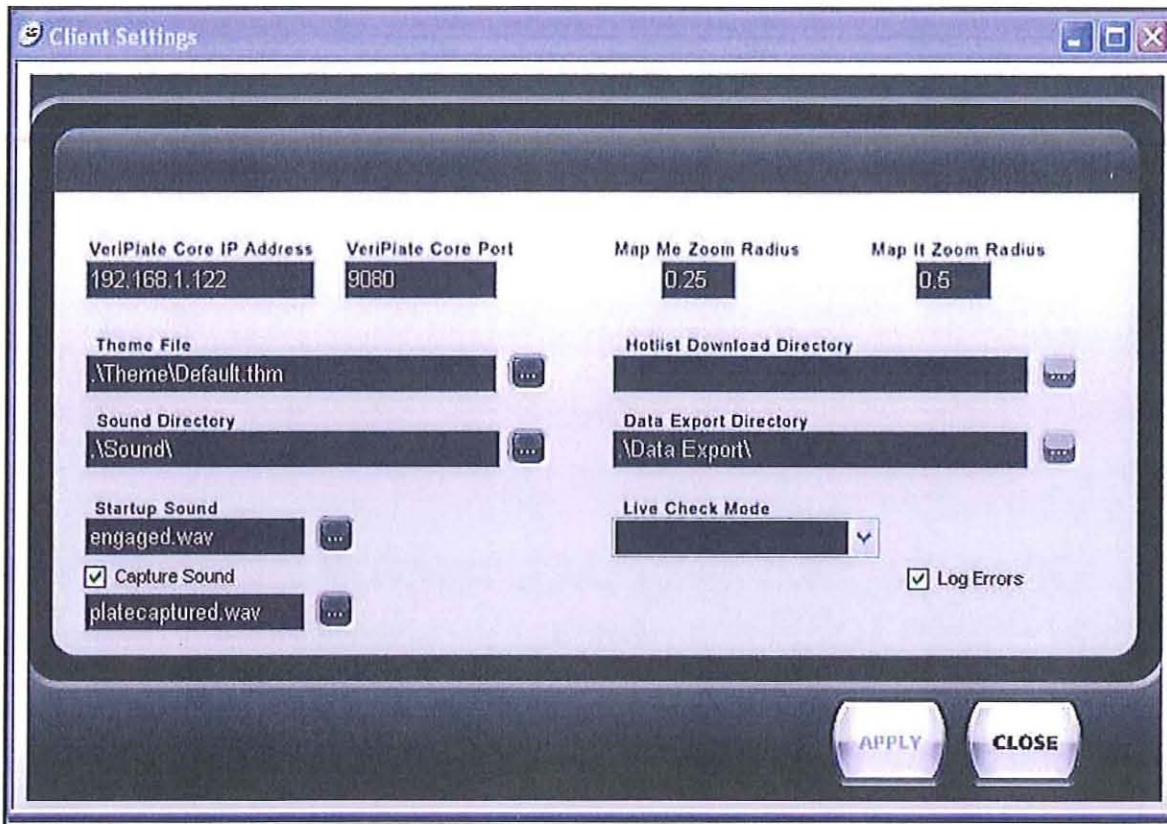 Client Settings
VeriPlate Core IP Address
192.168.1.122
VeriPlate Core Port
9080
Map Me Zoom Radius
0.25
Map It Zoom Radius
0.5
Theme File
.\Theme\Default.thm
...
Hotlist Download Directory
...
Sound Directory
.\Sound\
...
Data Export Directory
.\Data Export\
...
Startup Sound
engaged.wav
...
Live Check Mode
Capture Sound
platecaptured.wav
...
Log Errors
APPLY
CLOSE